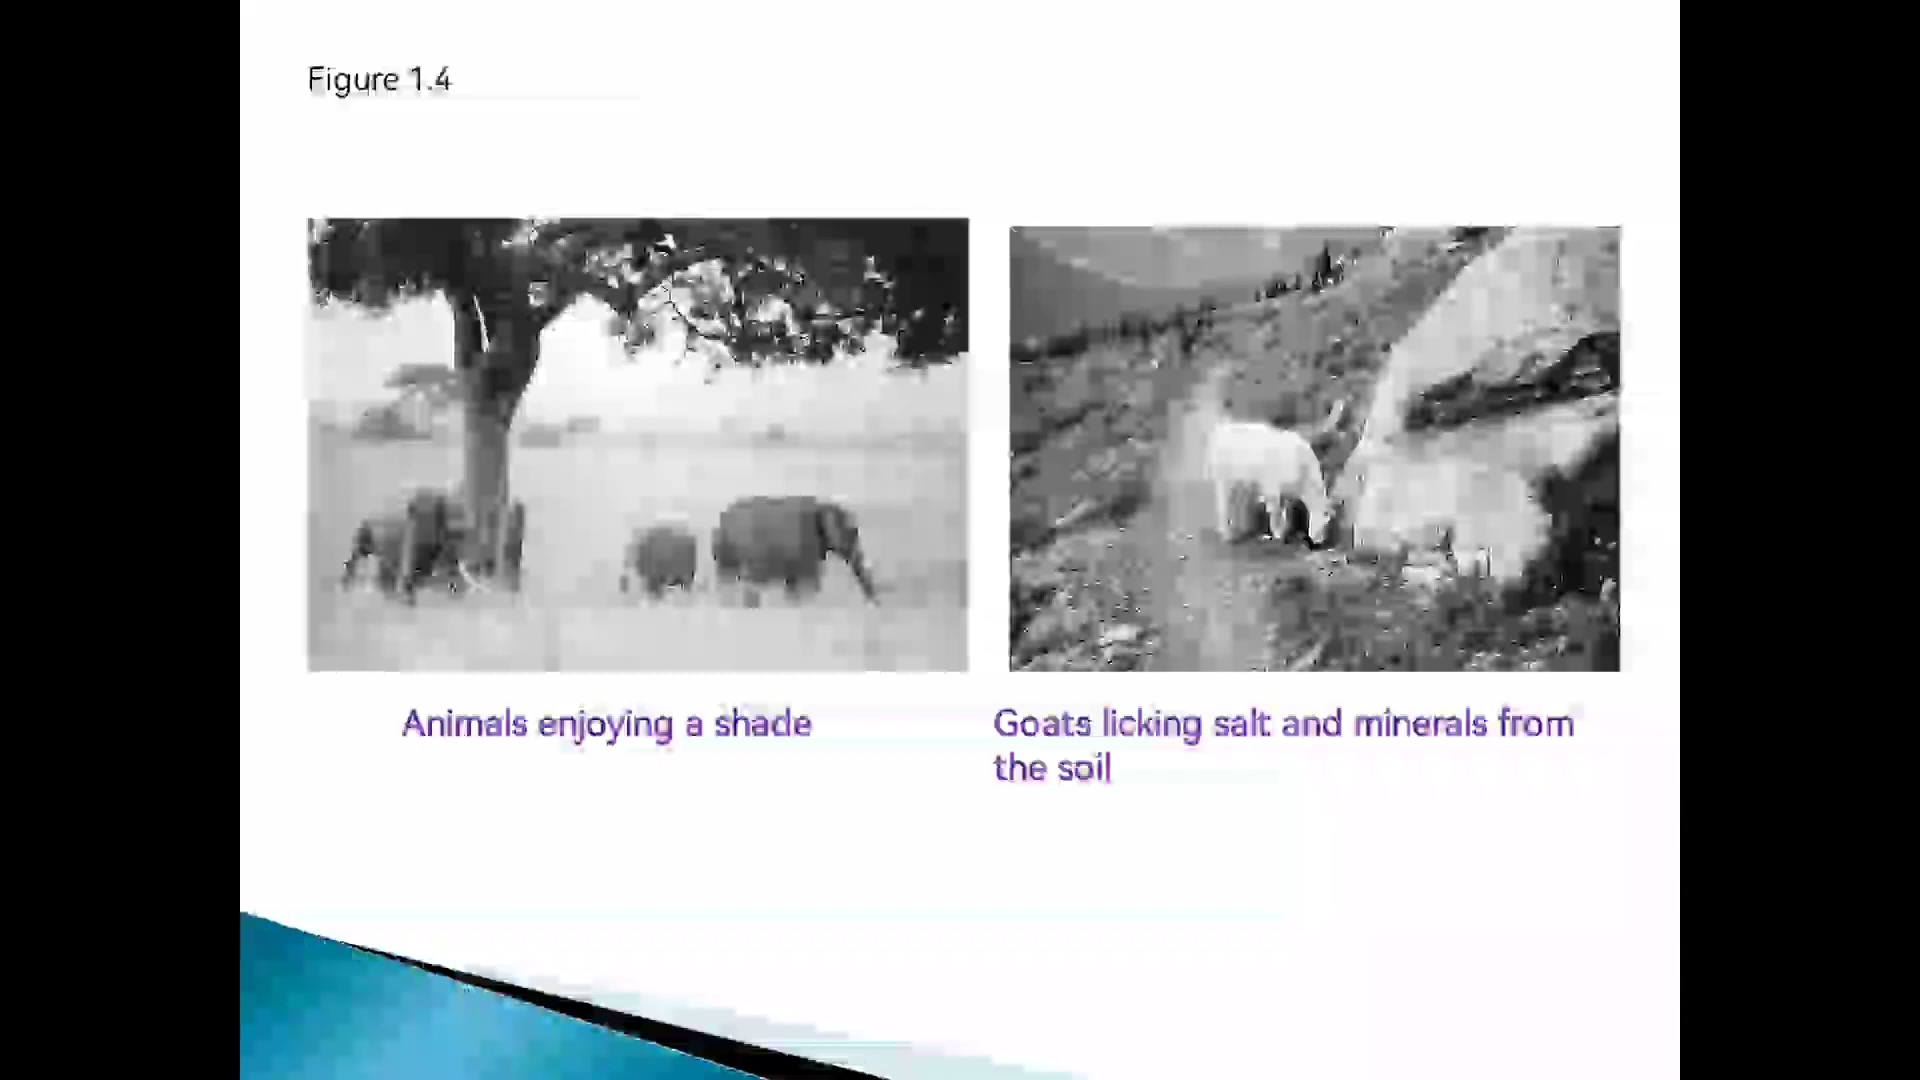 Figure 1.4
Animals enjoying a shade
Goats licking salt and minerals from
the soil